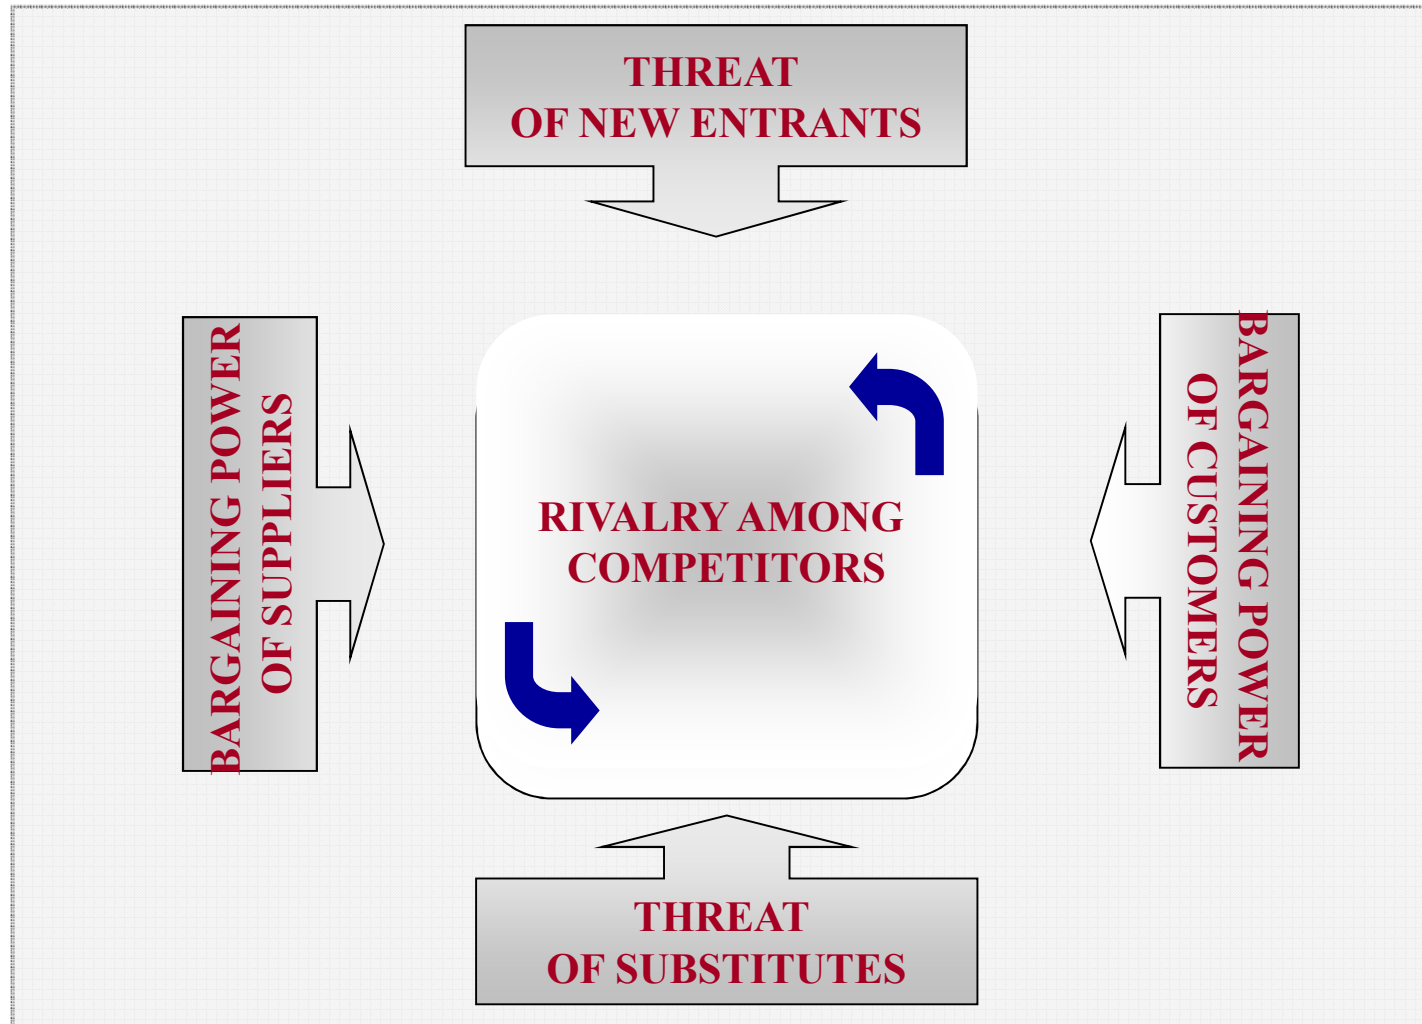 THREAT
OF NEW ENTRANTS
BARGAINING POWER
OF SUPPLIERS
RIVALRY AMONG
COMPETITORS
BARGAINING POWER
OF CUSTOMERS
THREAT
OF SUBSTITUTES